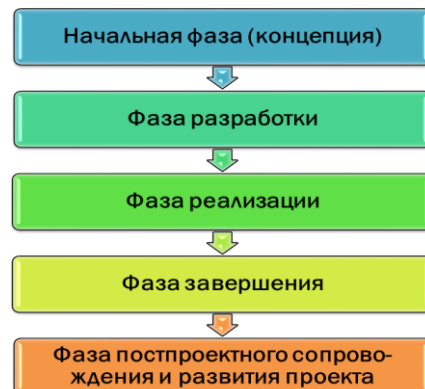 Начальная фаза (концепция)
Фаза разработки
Фаза реализации
Фаза завершения
Фаза постпроектного сопрово-
ждения и развития проекта